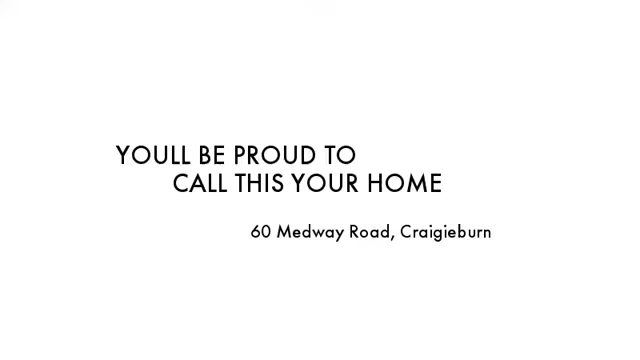 YOULL BE PROUD TO
CALL THIS YOUR HOME
60 Medway Road, Craigieburn